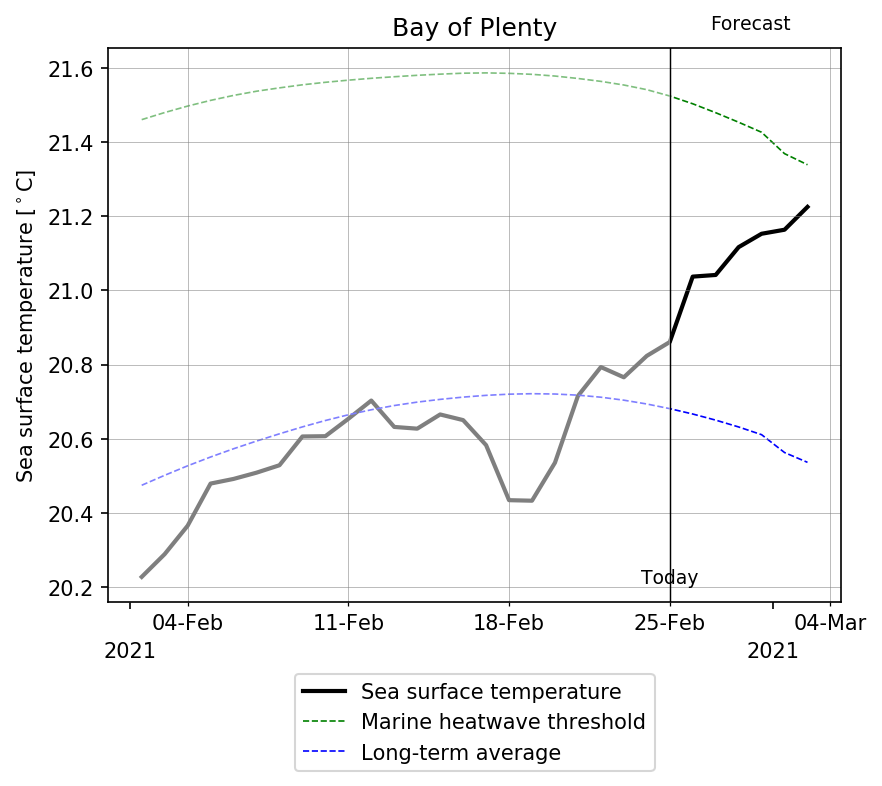 Bay of Plenty
Forecast
Sea surface temperature [°C]
21.6
21.4
21.2
21.0
20.8
20.6
20.4
20.2
Today
04-Feb
11-Feb
18-Feb
25-Feb
04-Mar
2021
2021
Sea surface temperature
Marine heatwave threshold
Long-term average